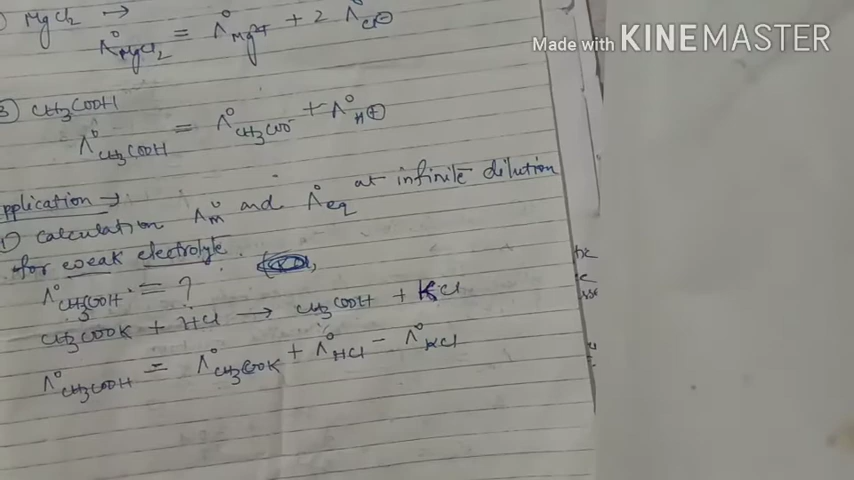 MgCl2 →
Λ°MgCl2 = Λ°Mg2+ + 2 Λ°Cl⊖
Made with KINEMASTER
3) CH3COOH
Λ°CH3COOH = Λ°CH3COO- + Λ°H⊕
pplication →
1) calculation Λ°m and Λ°eq at infinite dilution
for weak electrolyte.
Λ°CH3COOH = ?
CH3COOK + HCl → CH3COOH + KCl
Λ°CH3COOH = Λ°CH3COOK + Λ°HCl - Λ°KCl